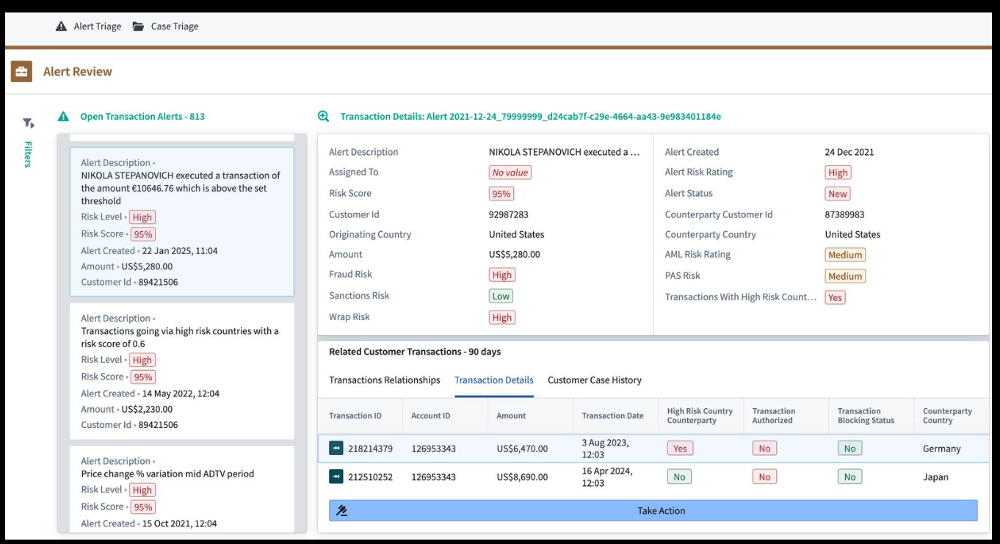 Alert Triage Case Triage
Alert Review
Filters
Open Transaction Alerts - 813
Alert Description •
NIKOLA STEPANOVICH executed a transaction of
the amount €10646.76 which is above the set
threshold
Risk Level • High
Risk Score • 95%
Alert Created • 22 Jan 2025, 11:04
Amount • US$5,280.00
Customer Id • 89421506
Alert Description •
Transactions going via high risk countries with a
risk score of 0.6
Risk Level • High
Risk Score • 95%
Alert Created • 14 May 2022, 12:04
Amount • US$2,230.00
Customer Id • 89421506
Alert Description •
Price change % variation mid ADTV period
Risk Level • High
Risk Score • 95%
Alert Created • 15 Oct 2021, 12:04
Transaction Details: Alert 2021-12-24_79999999_d24cab7f-c29e-4664-aa43-9e983401184e
Alert Description NIKOLA STEPANOVICH executed a ...
Assigned To No value
Risk Score 95%
Customer Id 92987283
Originating Country United States
Amount US$5,280.00
Fraud Risk High
Sanctions Risk Low
Wrap Risk High
Alert Created 24 Dec 2021
Alert Risk Rating High
Alert Status New
Counterparty Customer Id 87389983
Counterparty Country United States
AML Risk Rating Medium
PAS Risk Medium
Transactions With High Risk Count... Yes
Related Customer Transactions - 90 days
Transactions Relationships Transaction Details Customer Case History
Transaction ID Account ID Amount Transaction Date High Risk Country Counterparty Transaction Authorized Transaction Blocking Status Counterparty Country
218214379 126953343 US$6,470.00 3 Aug 2023, 12:03 Yes No No Germany
212510252 126953343 US$8,690.00 16 Apr 2024, 12:03 No No No Japan
Take Action